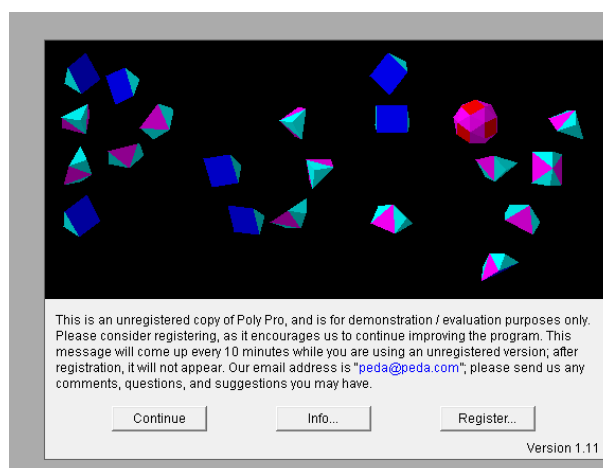 This is an unregistered copy of Poly Pro, and is for demonstration / evaluation purposes only.
Please consider registering, as it encourages us to continue improving the program. This
message will come up every 10 minutes while you are using an unregistered version; after
registration, it will not appear. Our email address is "peda@peda.com"; please send us any
comments, questions, and suggestions you may have.
Continue
Info...
Register...
Version 1.11